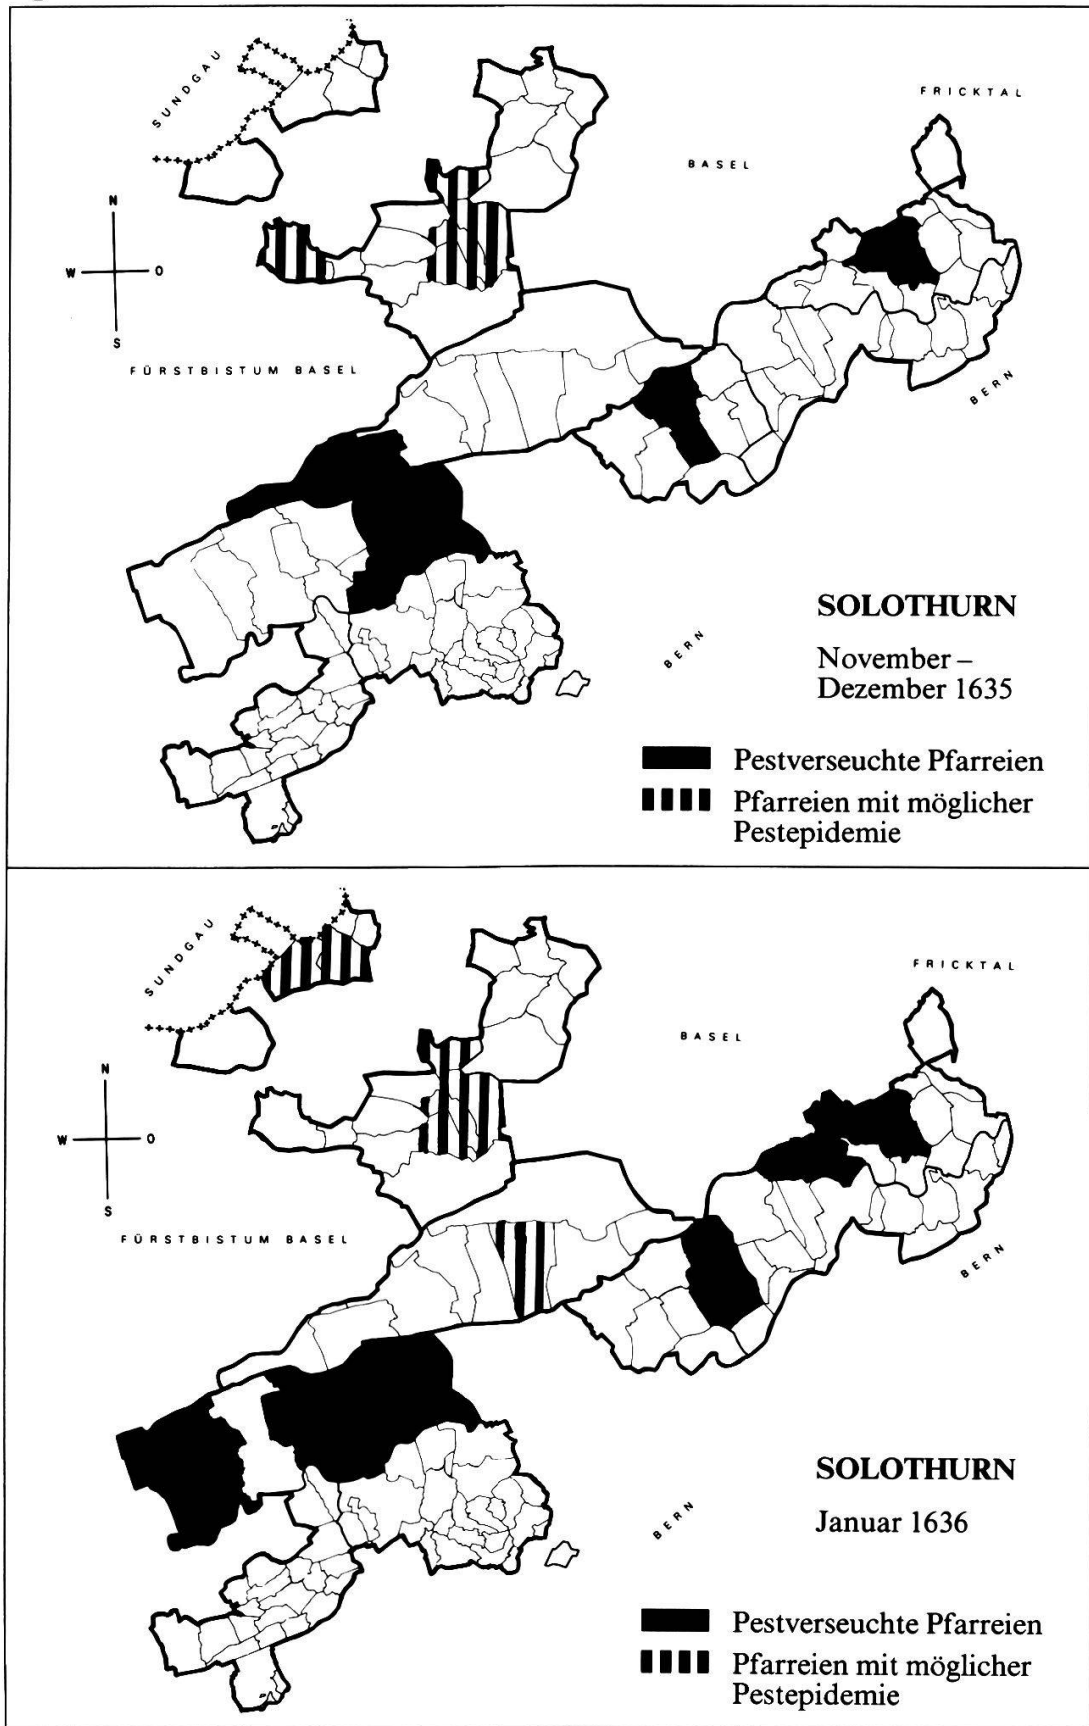 SUNDGAU
FRICKTAL
BASEL
N
W O
S
FÜRSTBISTUM BASEL
BERN
BERN
SOLOTHURN
November –
Dezember 1635
Pestverseuchte Pfarreien
Pfarreien mit möglicher
Pestepidemie
SUNDGAU
FRICKTAL
BASEL
N
W O
S
FÜRSTBISTUM BASEL
BERN
BERN
SOLOTHURN
Januar 1636
Pestverseuchte Pfarreien
Pfarreien mit möglicher
Pestepidemie